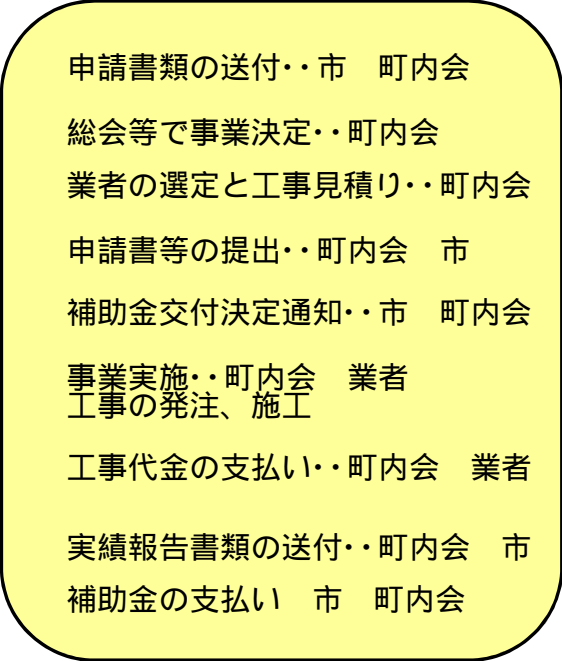 申請書類の送付・・市　町内会
総会等で事業決定・・町内会
業者の選定と工事見積り・・町内会
申請書等の提出・・町内会　市
補助金交付決定通知・・市　町内会
事業実施・・町内会　業者
工事の発注、施工
工事代金の支払い・・町内会　業者
実績報告書類の送付・・町内会　市
補助金の支払い　市　町内会